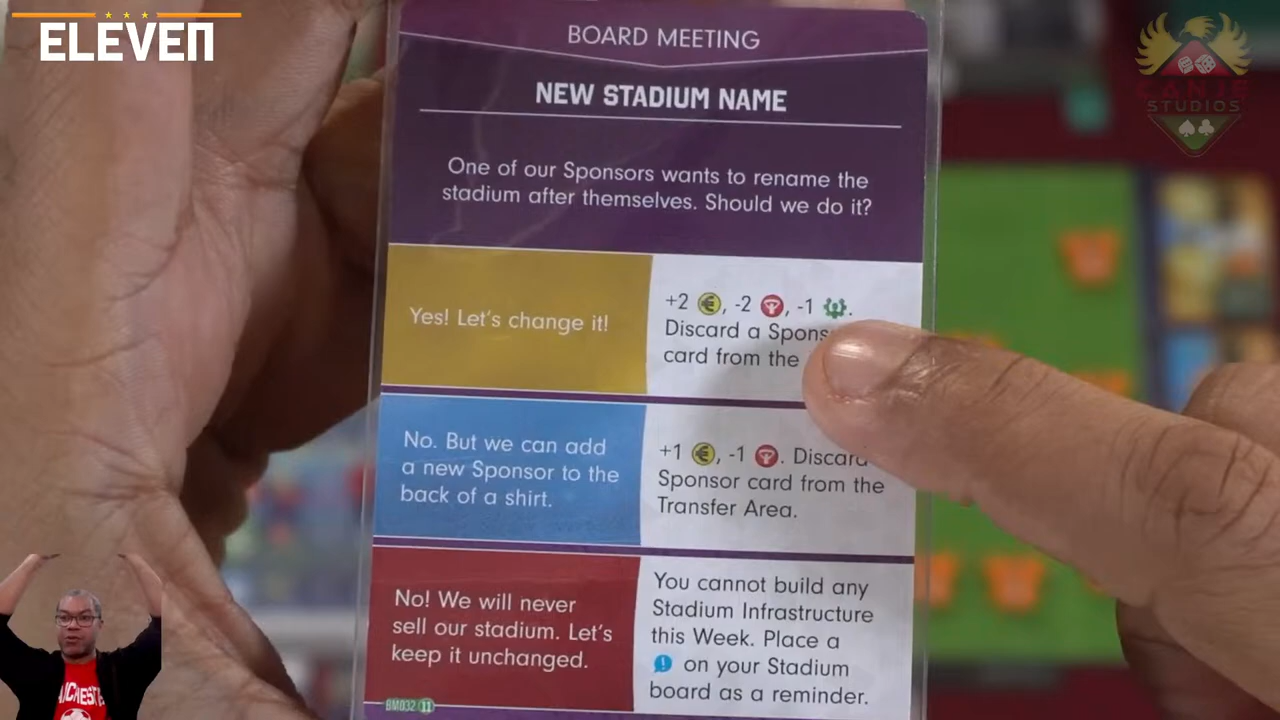 ELEVEN
CANJE
STUDIOS
BOARD MEETING
NEW STADIUM NAME
One of our Sponsors wants to rename the
stadium after themselves. Should we do it?
Yes! Let's change it!
+2 , -2 , -1 .
Discard a Spons
card from the
No. But we can add
a new Sponsor to the
back of a shirt.
+1 , -1 . Discard
Sponsor card from the
Transfer Area.
No! We will never
sell our stadium. Let's
keep it unchanged.
You cannot build any
Stadium Infrastructure
this Week. Place a
! on your Stadium
board as a reminder.
BM032 11